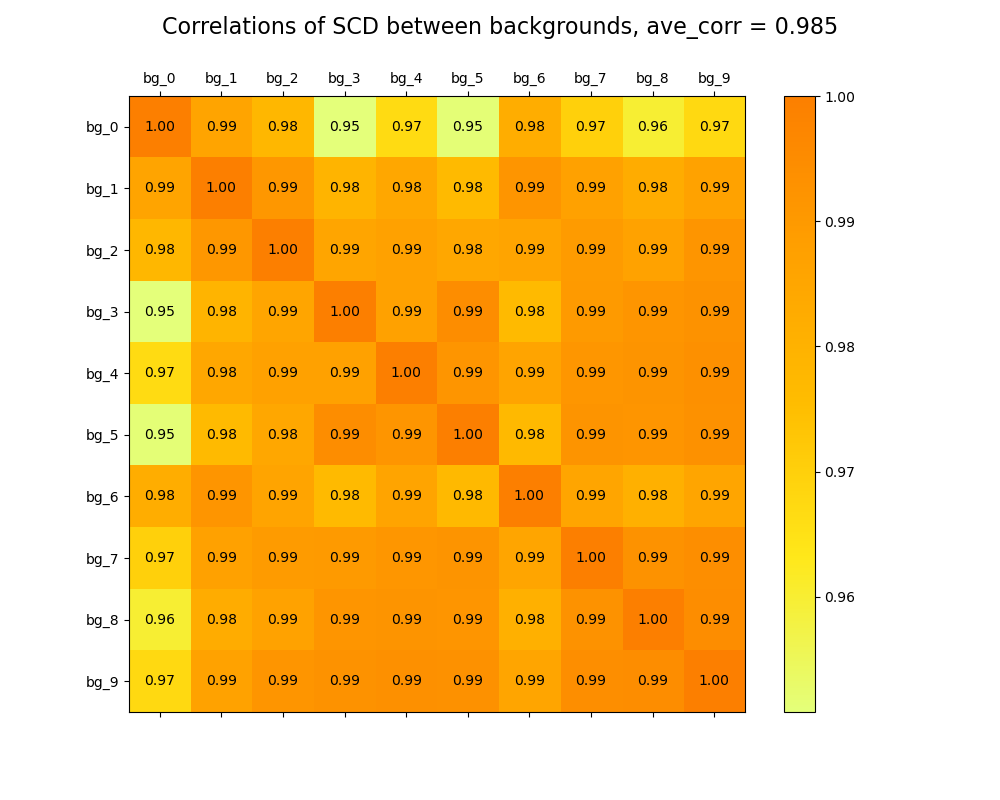 Correlations of SCD between backgrounds, ave_corr = 0.985
bg_0 bg_1 bg_2 bg_3 bg_4 bg_5 bg_6 bg_7 bg_8 bg_9
bg_0 1.00 0.99 0.98 0.95 0.97 0.95 0.98 0.97 0.96 0.97
bg_1 0.99 1.00 0.99 0.98 0.98 0.98 0.99 0.99 0.98 0.99
bg_2 0.98 0.99 1.00 0.99 0.99 0.98 0.99 0.99 0.99 0.99
bg_3 0.95 0.98 0.99 1.00 0.99 0.99 0.98 0.99 0.99 0.99
bg_4 0.97 0.98 0.99 0.99 1.00 0.99 0.99 0.99 0.99 0.99
bg_5 0.95 0.98 0.98 0.99 0.99 1.00 0.98 0.99 0.99 0.99
bg_6 0.98 0.99 0.99 0.98 0.99 0.98 1.00 0.99 0.98 0.99
bg_7 0.97 0.99 0.99 0.99 0.99 0.99 0.99 1.00 0.99 0.99
bg_8 0.96 0.98 0.99 0.99 0.99 0.99 0.98 0.99 1.00 0.99
bg_9 0.97 0.99 0.99 0.99 0.99 0.99 0.99 0.99 0.99 1.00
1.00
0.99
0.98
0.97
0.96